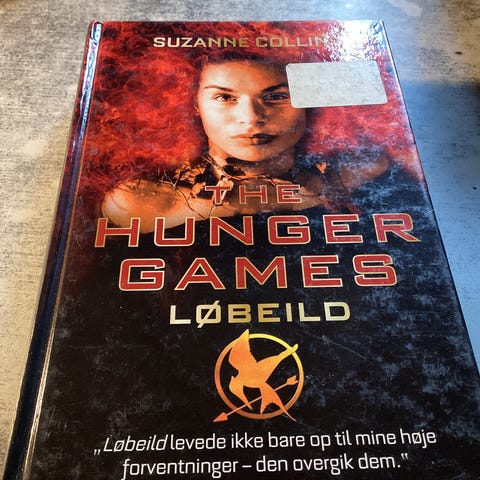 SUZANNE COLLIN
THE
HUNGER
GAMES
LØBEILD
„Løbeild levede ikke bare op til mine høje
forventninger – den overgik dem.“